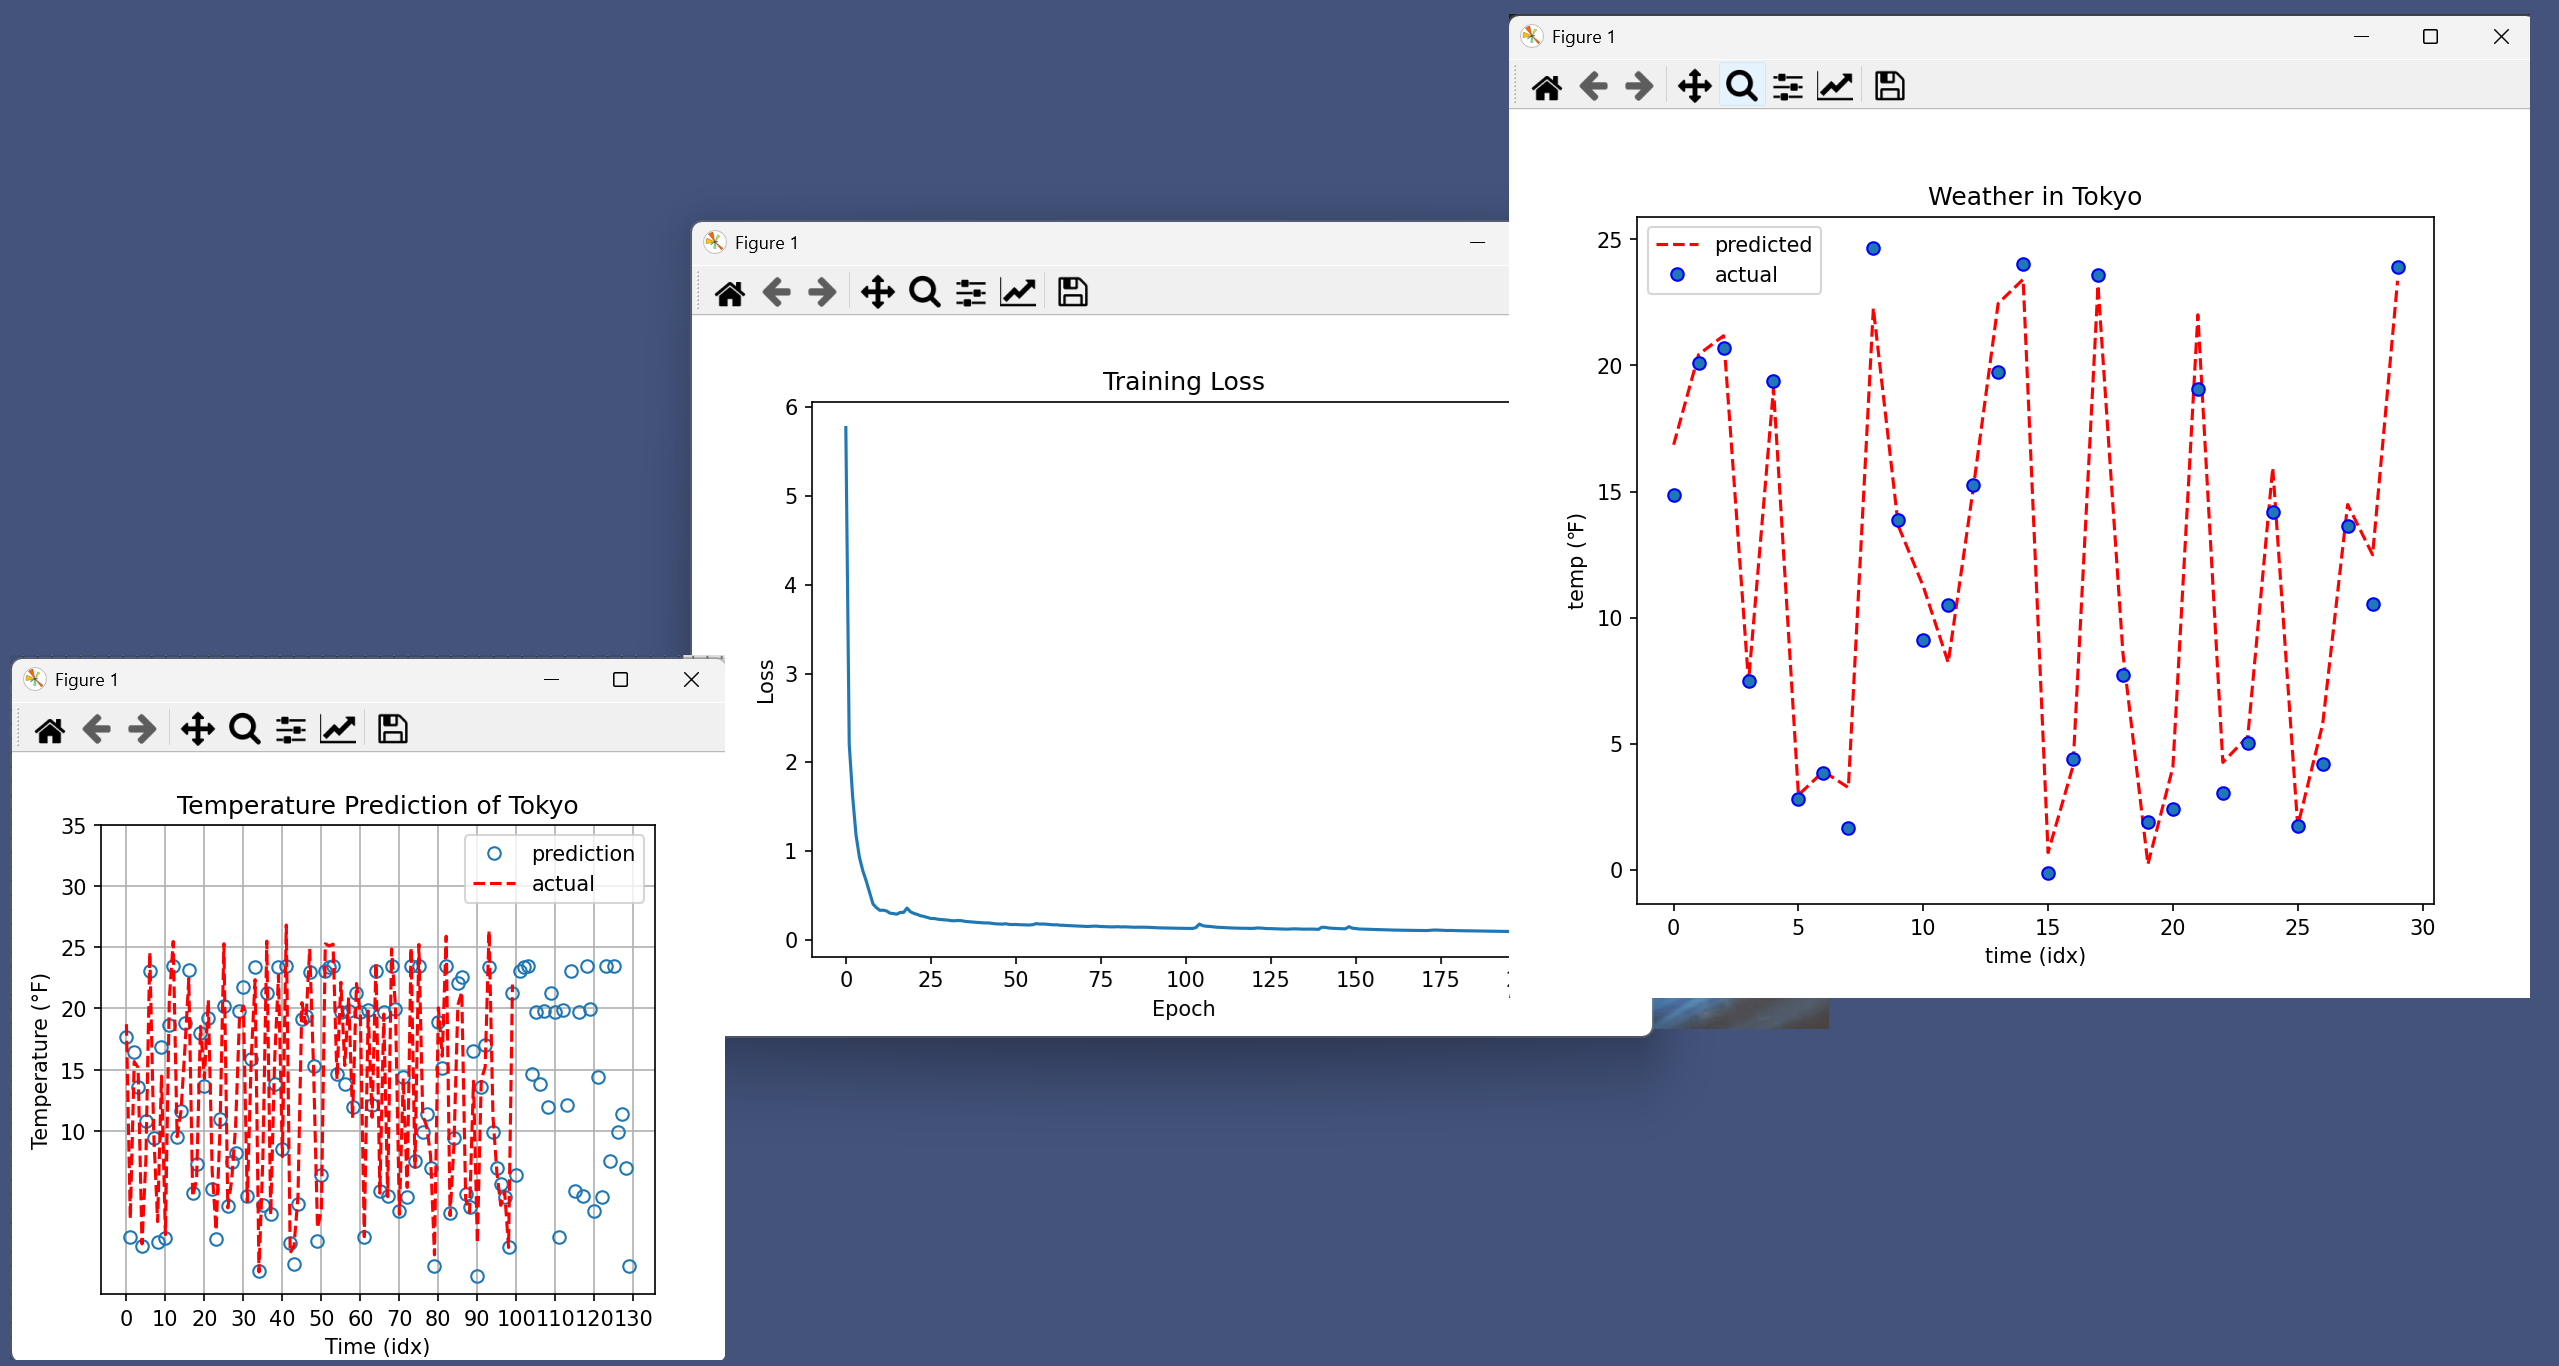 Figure 1
Temperature Prediction of Tokyo
35
30
25
20
15
10
Temperature (°F)
prediction
actual
0 10 20 30 40 50 60 70 80 90 100 110 120 130
Time (idx)
Figure 1
Training Loss
6
5
4
3
2
1
0
Loss
0 25 50 75 100 125 150 175
Epoch
Figure 1
Weather in Tokyo
25
20
15
10
5
0
temp (°F)
predicted
actual
0 5 10 15 20 25 30
time (idx)